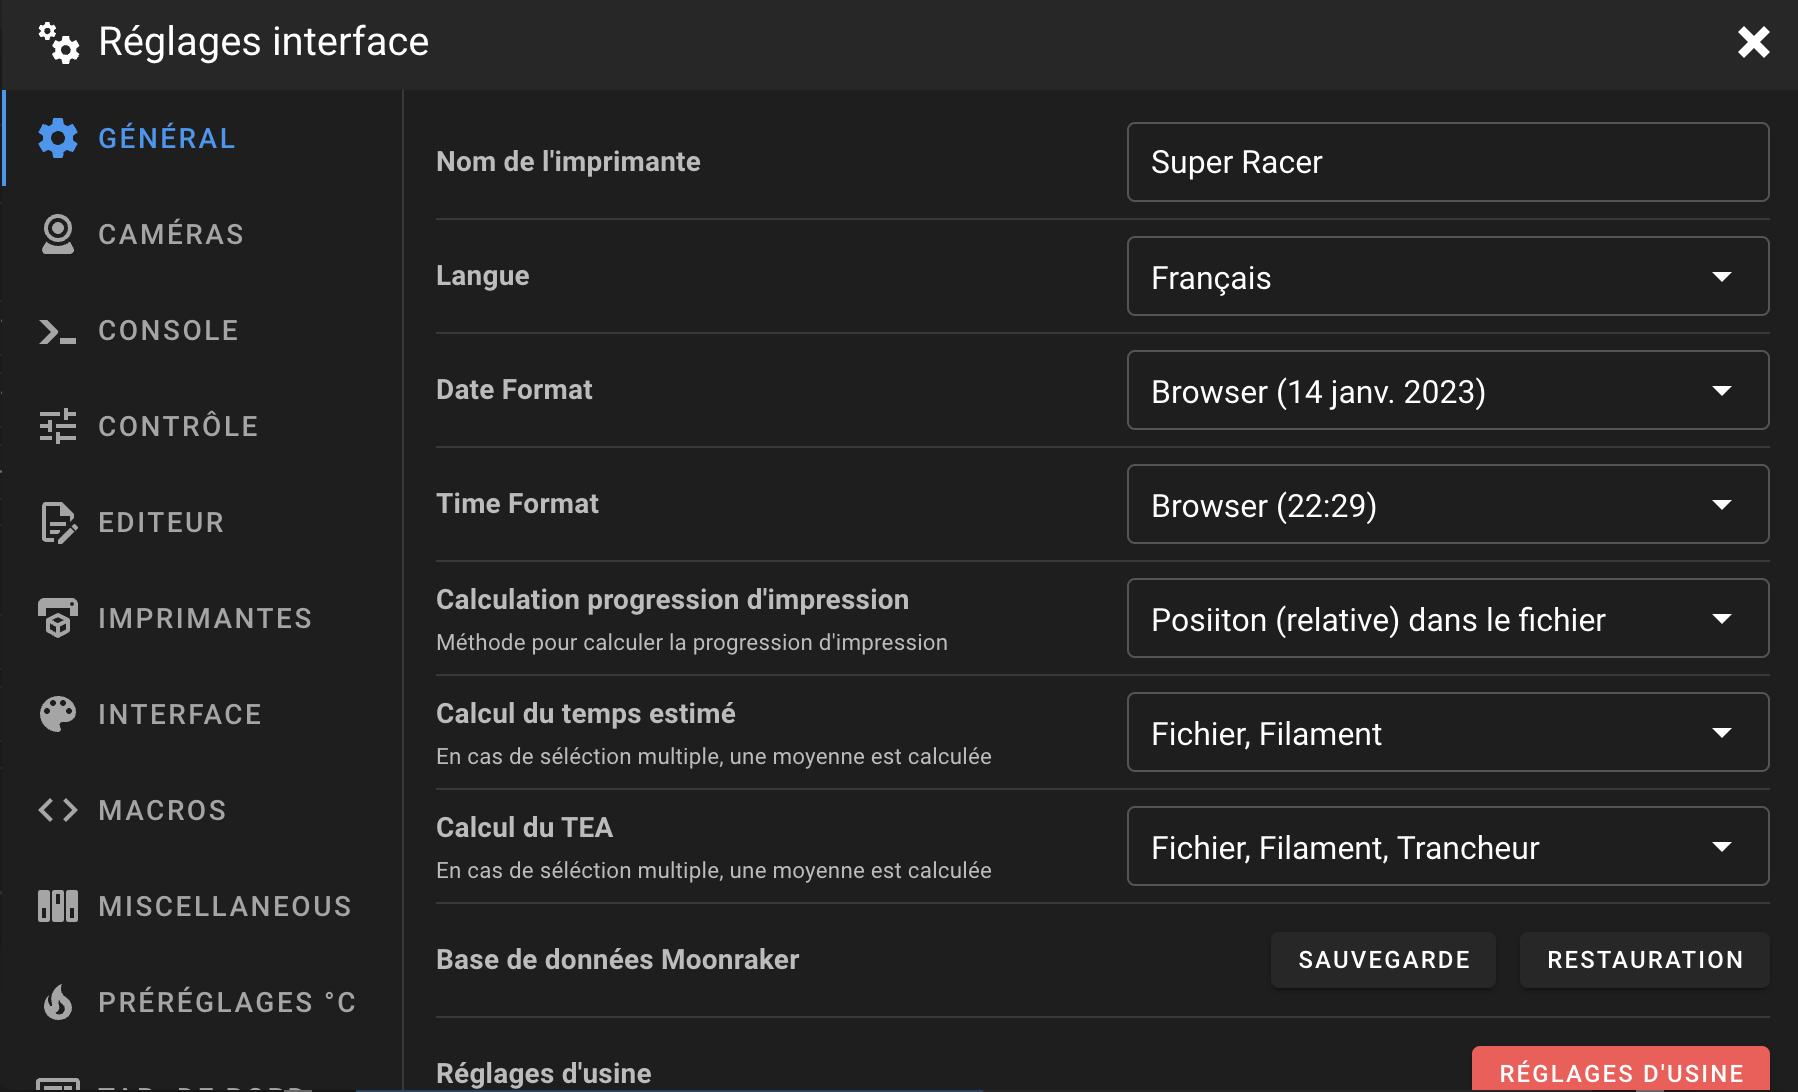 Réglages interface
GÉNÉRAL
CAMÉRAS
CONSOLE
CONTRÔLE
EDITEUR
IMPRIMANTES
INTERFACE
MACROS
MISCELLANEOUS
PRÉRÉGLAGES °C
Nom de l'imprimante
Super Racer
Langue
Français
Date Format
Browser (14 janv. 2023)
Time Format
Browser (22:29)
Calculation progression d'impression
Méthode pour calculer la progression d'impression
Posiiton (relative) dans le fichier
Calcul du temps estimé
En cas de séléction multiple, une moyenne est calculée
Fichier, Filament
Calcul du TEA
En cas de séléction multiple, une moyenne est calculée
Fichier, Filament, Trancheur
Base de données Moonraker
SAUVEGARDE
RESTAURATION
Réglages d'usine
RÉGLAGES D'USINE